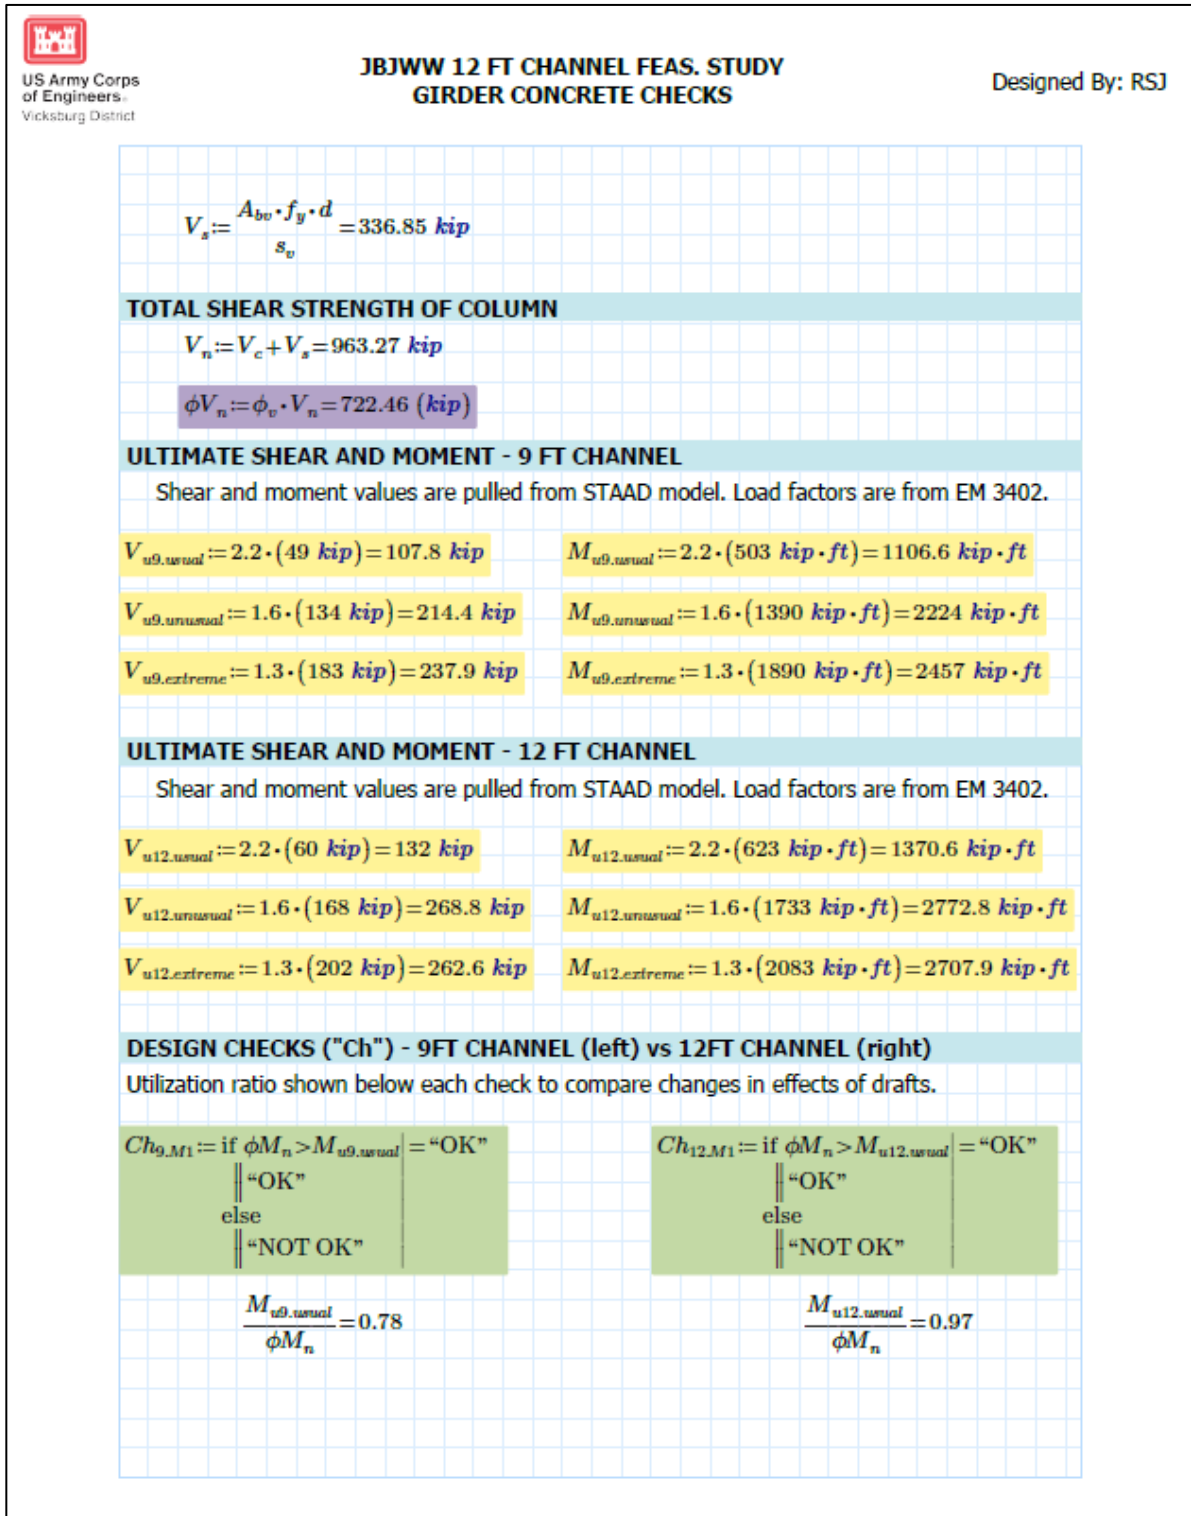 US Army Corps
of Engineers®
Vicksburg District
JBJWW 12 FT CHANNEL FEAS. STUDY
GIRDER CONCRETE CHECKS
Designed By: RSJ
V_s := (A_bv · f_y · d) / s_v = 336.85 kip
TOTAL SHEAR STRENGTH OF COLUMN
V_n := V_c + V_s = 963.27 kip
ϕV_n := ϕ_v · V_n = 722.46 (kip)
ULTIMATE SHEAR AND MOMENT - 9 FT CHANNEL
Shear and moment values are pulled from STAAD model. Load factors are from EM 3402.
V_u9.usual := 2.2 · (49 kip) = 107.8 kip M_u9.usual := 2.2 · (503 kip · ft) = 1106.6 kip · ft
V_u9.unusual := 1.6 · (134 kip) = 214.4 kip M_u9.unusual := 1.6 · (1390 kip · ft) = 2224 kip · ft
V_u9.extreme := 1.3 · (183 kip) = 237.9 kip M_u9.extreme := 1.3 · (1890 kip · ft) = 2457 kip · ft
ULTIMATE SHEAR AND MOMENT - 12 FT CHANNEL
Shear and moment values are pulled from STAAD model. Load factors are from EM 3402.
V_u12.usual := 2.2 · (60 kip) = 132 kip M_u12.usual := 2.2 · (623 kip · ft) = 1370.6 kip · ft
V_u12.unusual := 1.6 · (168 kip) = 268.8 kip M_u12.unusual := 1.6 · (1733 kip · ft) = 2772.8 kip · ft
V_u12.extreme := 1.3 · (202 kip) = 262.6 kip M_u12.extreme := 1.3 · (2083 kip · ft) = 2707.9 kip · ft
DESIGN CHECKS ("Ch") - 9FT CHANNEL (left) vs 12FT CHANNEL (right)
Utilization ratio shown below each check to compare changes in effects of drafts.
Ch_9.M1 := if ϕM_n > M_u9.usual = “OK”
“OK”
else
“NOT OK”
M_u9.usual / ϕM_n = 0.78
Ch_12.M1 := if ϕM_n > M_u12.usual = “OK”
“OK”
else
“NOT OK”
M_u12.usual / ϕM_n = 0.97